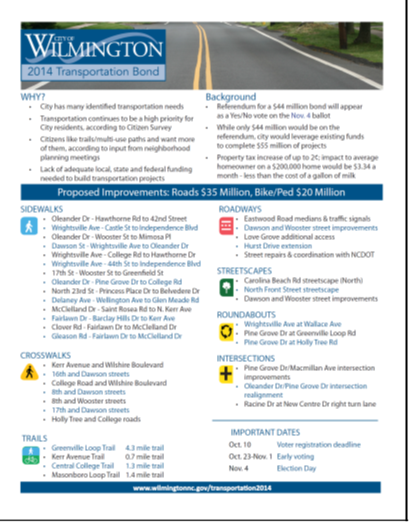 CITY OF
WILMINGTON
2014 Transportation Bond
WHY?
• City has many identified transportation needs
• Transportation continues to be a high priority for
City residents, according to Citizen Survey
• Citizens like trails/multi-use paths and want more
of them, according to input from neighborhood
planning meetings
• Lack of adequate local, state and federal funding
needed to build transportation projects
Background
• Referendum for a $44 million bond will appear
as a Yes/No vote on the Nov. 4 ballot
• While only $44 million would be on the
referendum, city would leverage existing funds
to complete $55 million of projects
• Property tax increase of up to 2¢; impact to average
homeowner on a $200,000 home would be $3.34 a
month - less than the cost of a gallon of milk
Proposed Improvements: Roads $35 Million, Bike/Ped $20 Million
SIDEWALKS
• Oleander Dr - Hawthorne Rd to 42nd Street
• Wrightsville Ave - Castle St to Independence Blvd
• Oleander Dr - Wooster St to Mimosa Pl
• Dawson St - Wrightsville Ave to Oleander Dr
• Wrightsville Ave - College Rd to Hawthorne Dr
• Wrightsville Ave - 44th St to Independence Blvd
• 17th St - Wooster St to Greenfield St
• Oleander Dr - Pine Grove Dr to College Rd
• North 23rd St - Princess Place Dr to Belvedere Dr
• Delaney Ave - Wellington Ave to Glen Meade Rd
• McClelland Dr - Saint Rosea Rd to N. Kerr Ave
• Fairlawn Dr - Barclay Hills Dr to Kerr Ave
• Clover Rd - Fairlawn Dr to McClelland Dr
• Gleason Rd - Fairlawn Dr to McClelland Dr
CROSSWALKS
• Kerr Avenue and Wilshire Boulevard
• 16th and Dawson streets
• College Road and Wilshire Boulevard
• 8th and Dawson streets
• 8th and Wooster streets
• 17th and Dawson streets
• Holly Tree and College roads
TRAILS
• Greenville Loop Trail 4.3 mile trail
• Kerr Avenue Trail 0.7 mile trail
• Central College Trail 1.3 mile trail
• Masonboro Loop Trail 1.4 mile trail
ROADWAYS
• Eastwood Road medians & traffic signals
• Dawson and Wooster street improvements
• Love Grove additional access
• Hurst Drive extension
• Street repairs & coordination with NCDOT
STREETSCAPES
• Carolina Beach Rd streetscape (North)
• North Front Street streetscape
• Dawson and Wooster street improvements
ROUNDABOUTS
• Wrightsville Ave at Wallace Ave
• Pine Grove Dr at Greenville Loop Rd
• Pine Grove Dr at Holly Tree Rd
INTERSECTIONS
• Pine Grove Dr/Macmillan Ave intersection
improvements
• Oleander Dr/Pine Grove Dr intersection
realignment
• Racine Dr at New Centre Dr right turn lane
IMPORTANT DATES
Oct. 10 Voter registration deadline
Oct. 23-Nov. 1 Early voting
Nov. 4 Election Day
www.wilmingtonnc.gov/transportation2014